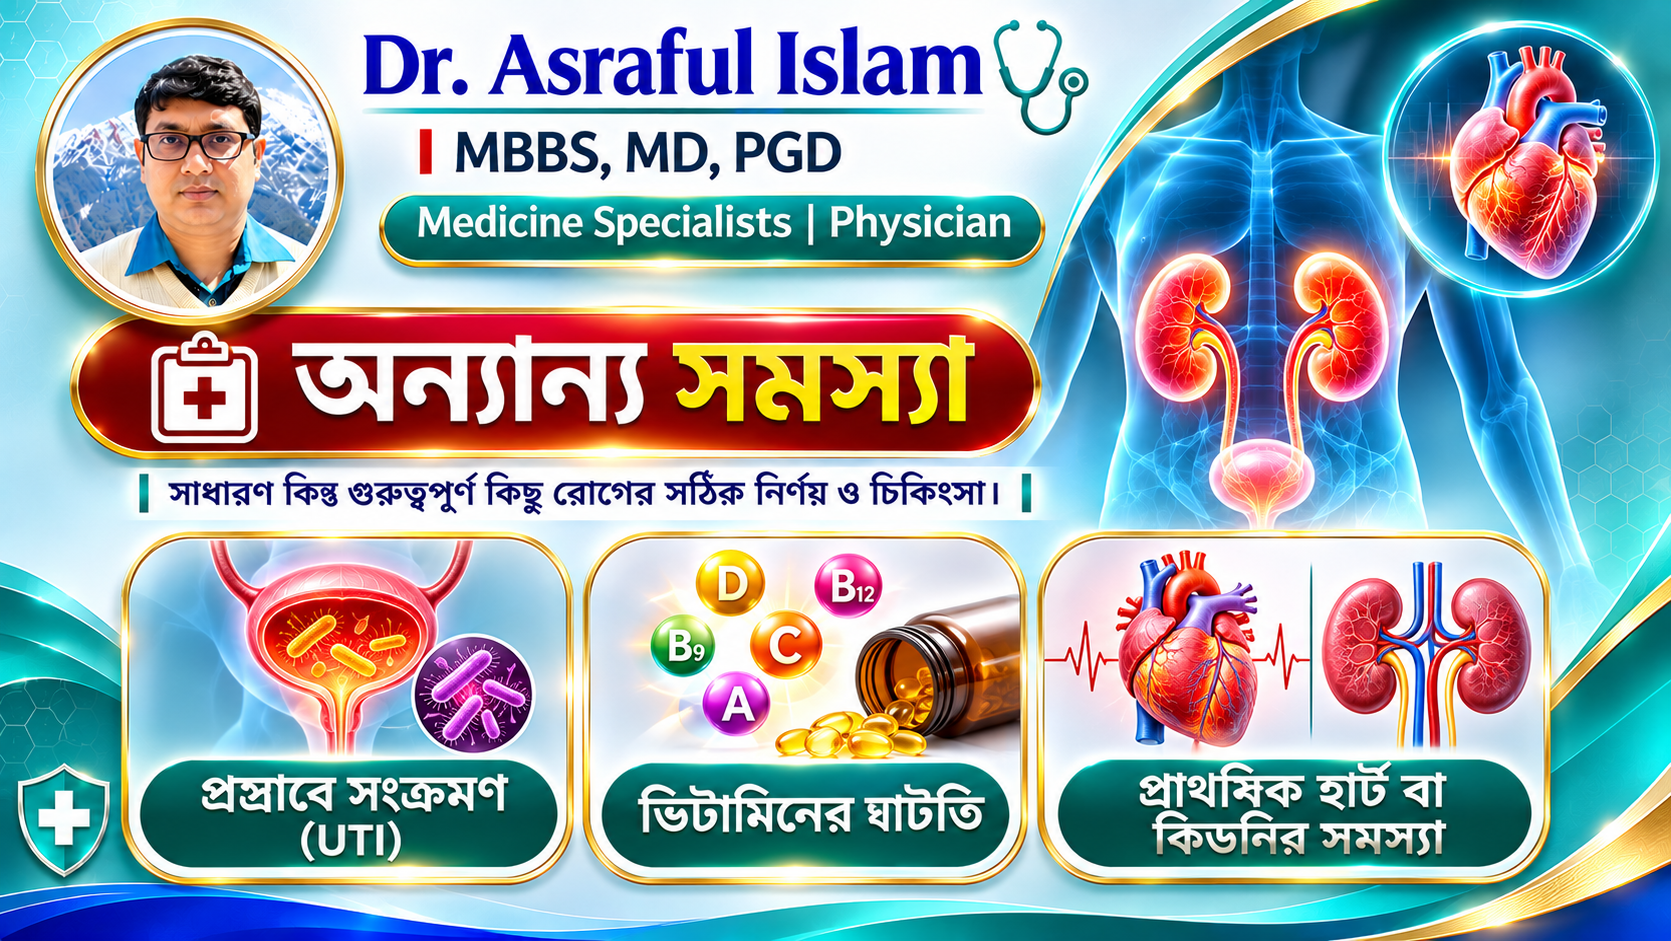 Dr. Asraful Islam
MBBS, MD, PGD
Medicine Specialists | Physician
অন্যান্য সমস্যা
সাধারণ কিন্তু গুরুত্বপূর্ণ কিছু রোগের সঠিক নির্ণয় ও চিকিৎসা।
D
B12
B9
C
A
প্রস্রাবে সংক্রমণ
(UTI)
ভিটামিনের ঘাটতি
প্রাথমিক হার্ট বা
কিডনির সমস্যা